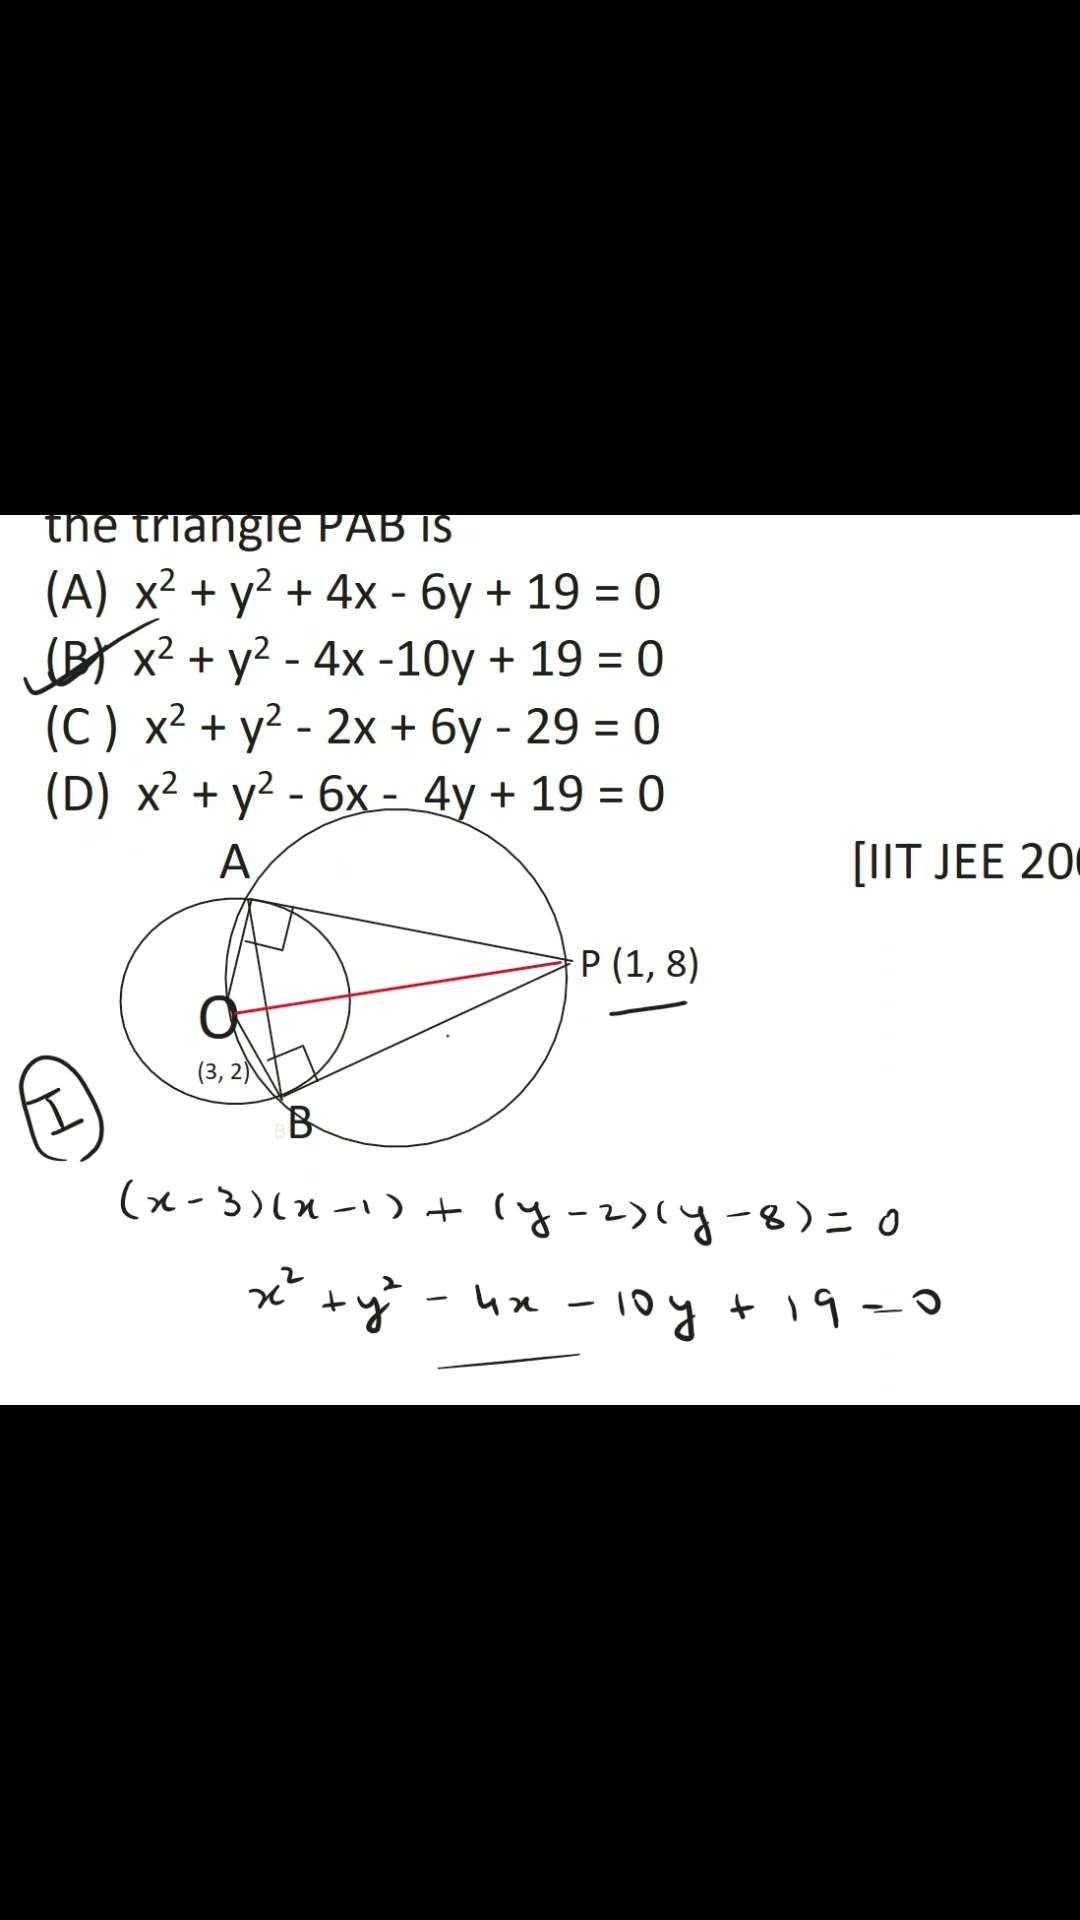 the triangle PAB is
(A) x² + y² + 4x - 6y + 19 = 0
(B) x² + y² - 4x -10y + 19 = 0
(C ) x² + y² - 2x + 6y - 29 = 0
(D) x² + y² - 6x - 4y + 19 = 0
[IIT JEE 200
A
P (1, 8)
O
(3, 2)
B
B
I
(x-3)(x-1) + (y-2)(y-8) = 0
x² + y² - 4x - 10y + 19 = 0